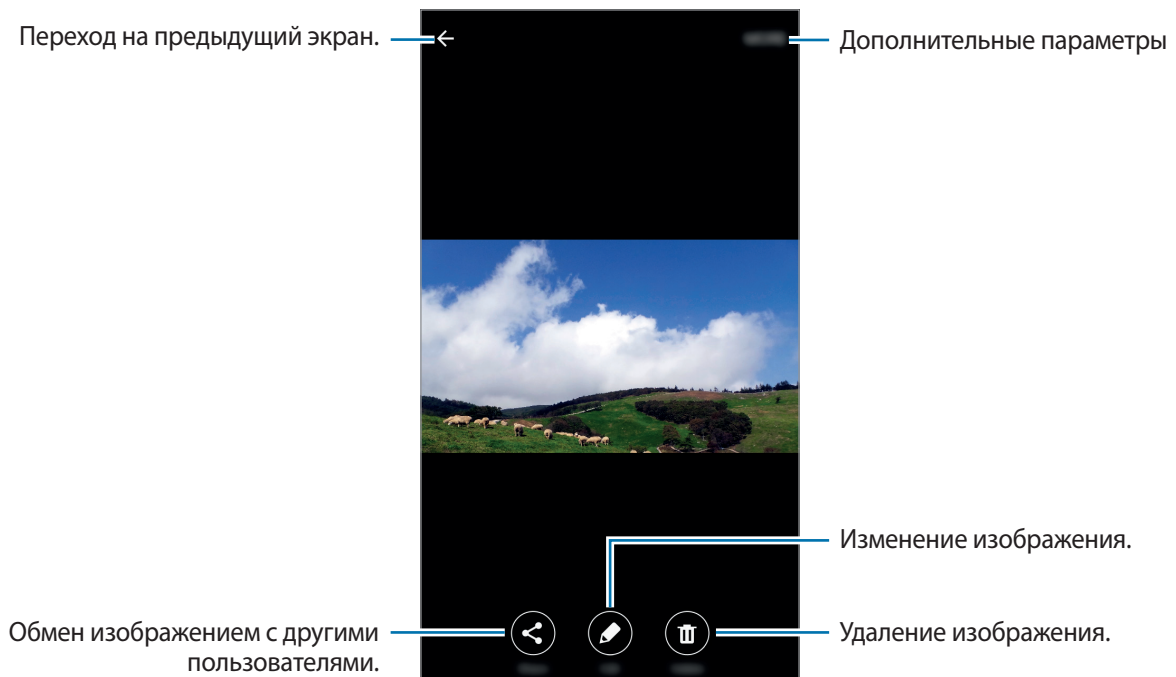 Переход на предыдущий экран.
Дополнительные параметры
Изменение изображения.
Обмен изображением с другими
пользователями.
Удаление изображения.